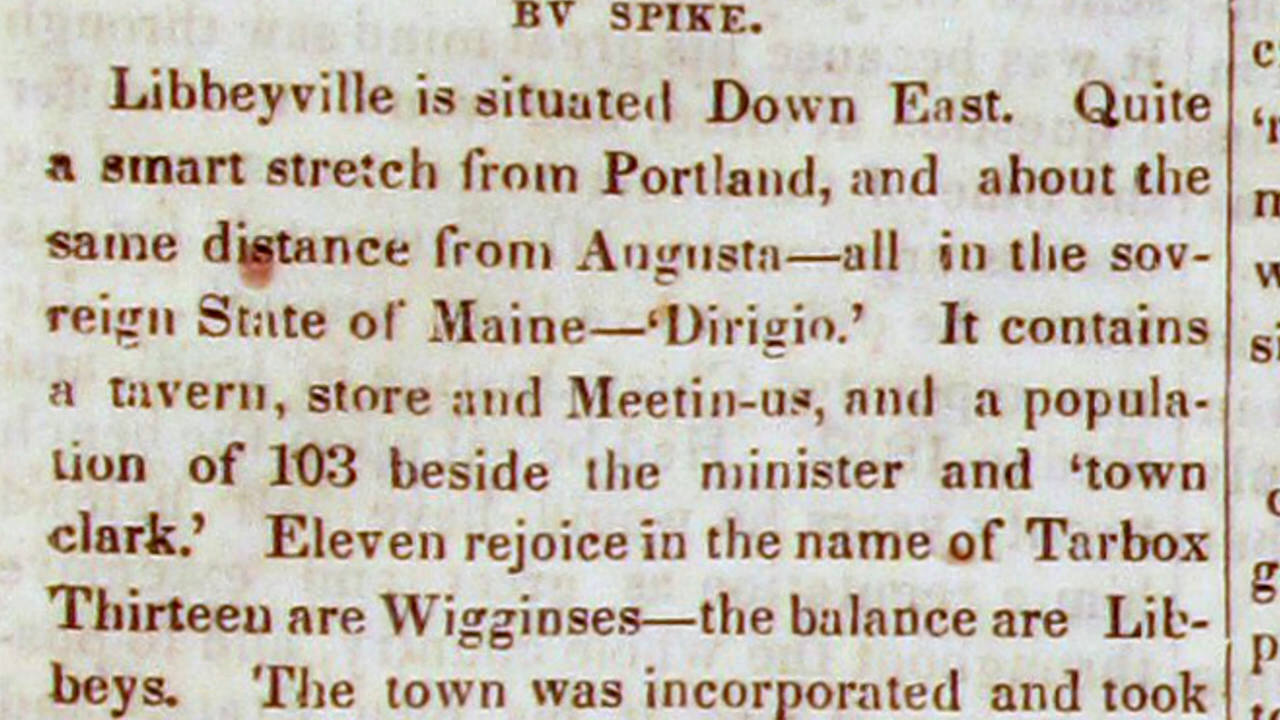 BY SPIKE.
Libbeyville is situated Down East. Quite
a smart stretch from Portland, and about the
same distance from Augusta—all in the sov-
reign State of Maine—‘Dirigio.’ It contains
a tavern, store and Meetin-us, and a popula-
tion of 103 beside the minister and ‘town
clark.’ Eleven rejoice in the name of Tarbox
Thirteen are Wigginses—the balance are Lib-
beys. The town was incorporated and took